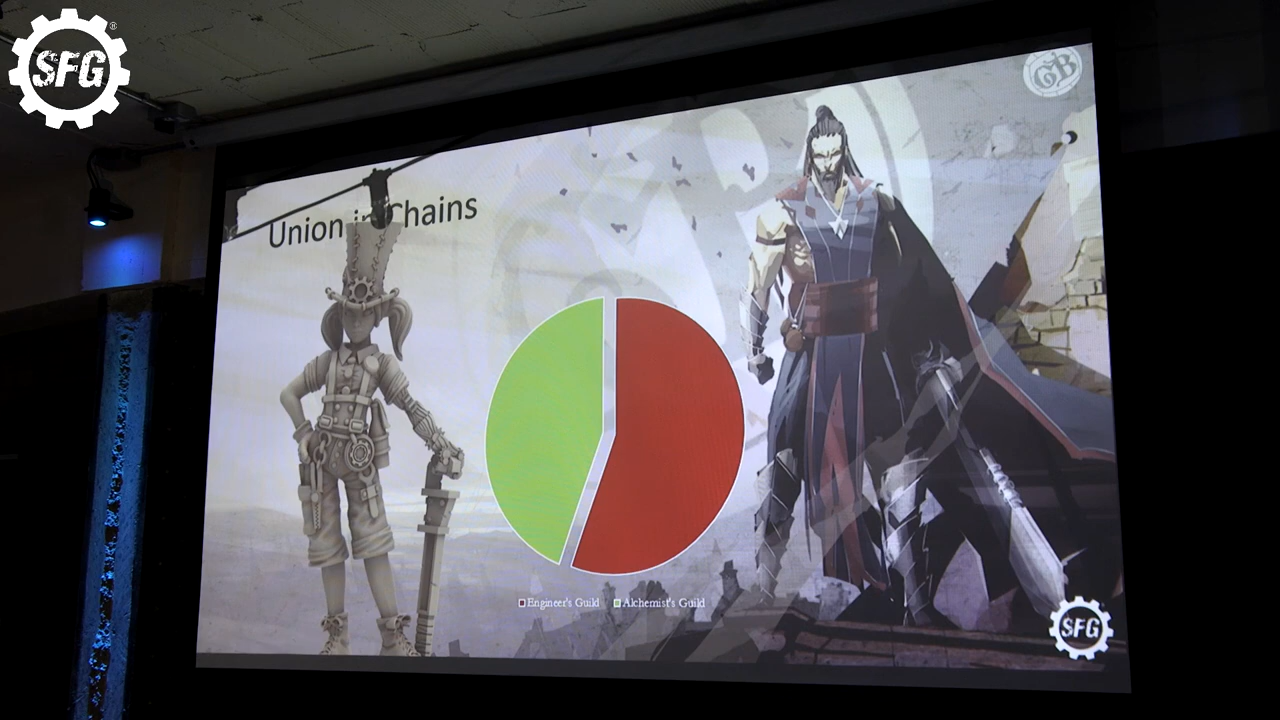 SFG®
GB
Union in Chains
Engineer's Guild Alchemist's Guild
SFG